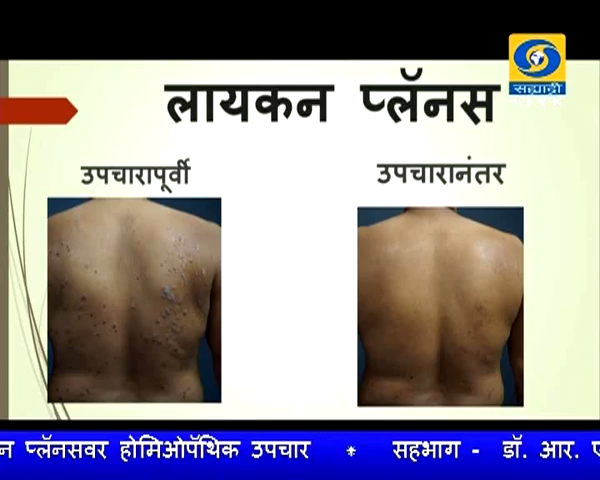 सह्याद्री
लायकन प्लॅनस
उपचारापूर्वी
उपचारानंतर
न प्लॅनसवर होमिओपॅथिक उपचार * सहभाग - डॉ. आर. ए